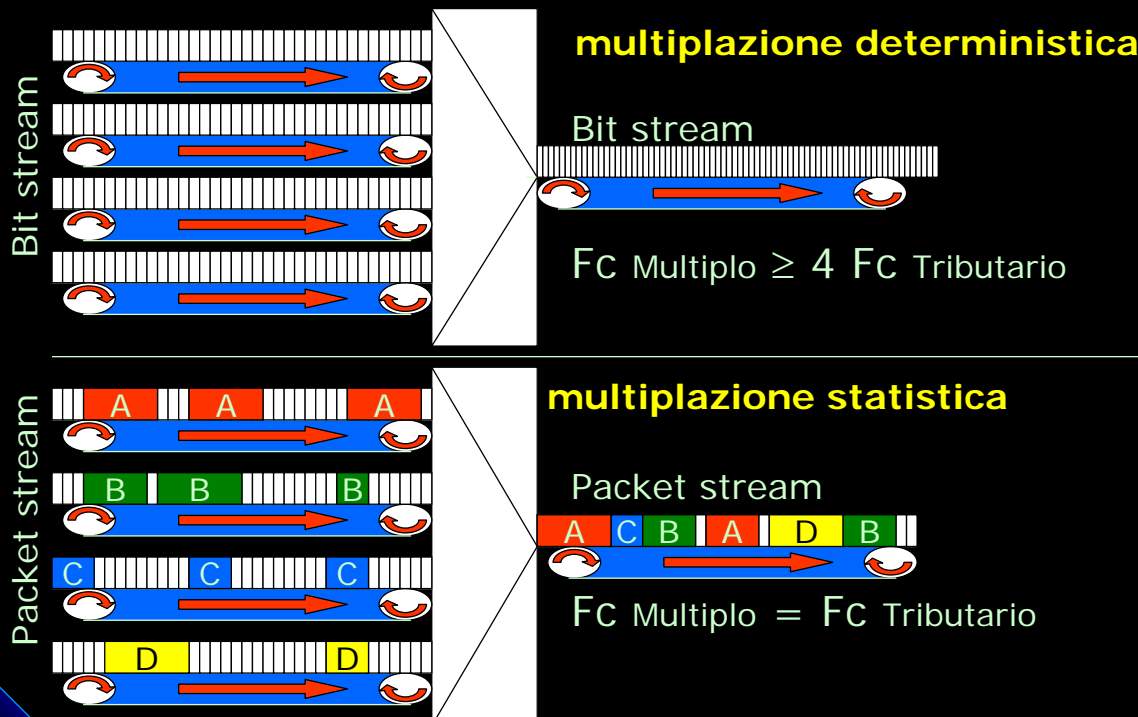 multiplazione deterministica
Bit stream
Bit stream
Fc Multiplo ≥ 4 Fc Tributario
multiplazione statistica
Packet stream
A A A
B B B
C C C
D D
Packet stream
A C B A D B
Fc Multiplo = Fc Tributario